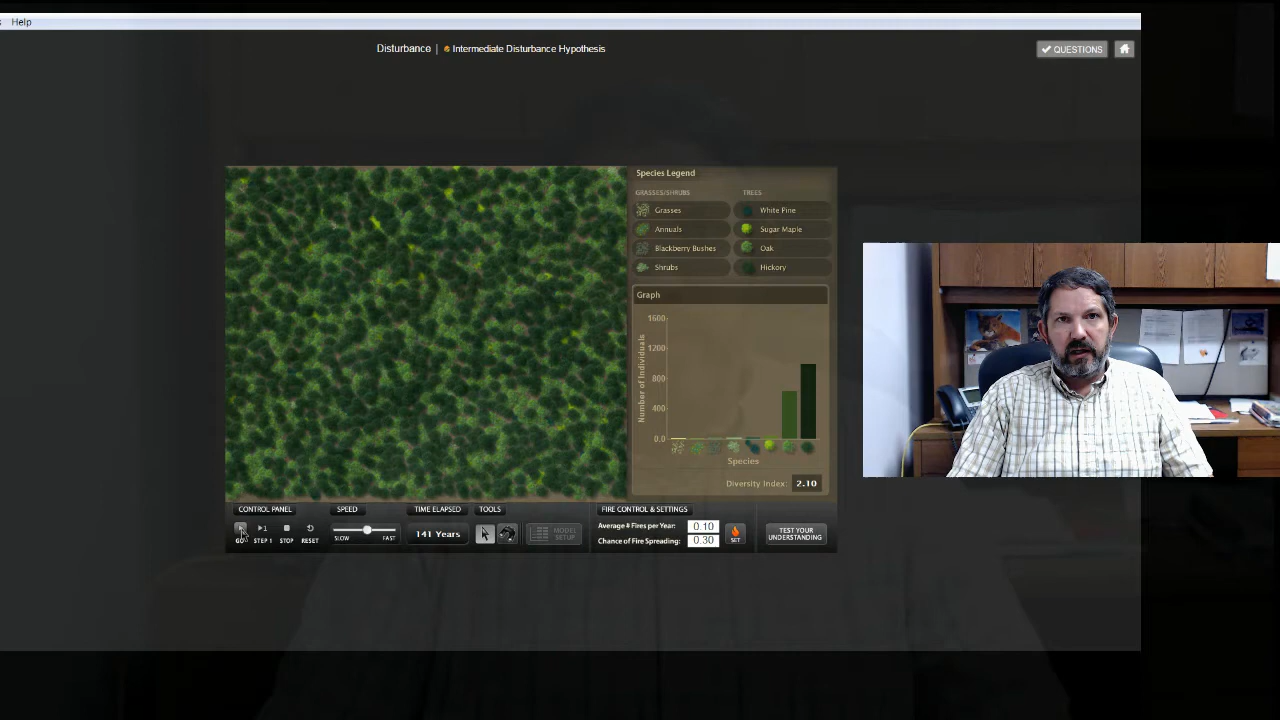 s Help
Disturbance | Intermediate Disturbance Hypothesis
QUESTIONS
Species Legend
GRASSES/SHRUBS TREES
Grasses White Pine
Annuals Sugar Maple
Blackberry Bushes Oak
Shrubs Hickory
Graph
Number of Individuals
1600
1200
800
400
0.0
Species
Diversity Index: 2.10
CONTROL PANEL SPEED TIME ELAPSED TOOLS FIRE CONTROL & SETTINGS
GO STEP 1 STOP RESET
SLOW FAST
141 Years
MODEL SETUP
Average # Fires per Year: 0.10
Chance of Fire Spreading: 0.30
SET
TEST YOUR
UNDERSTANDING